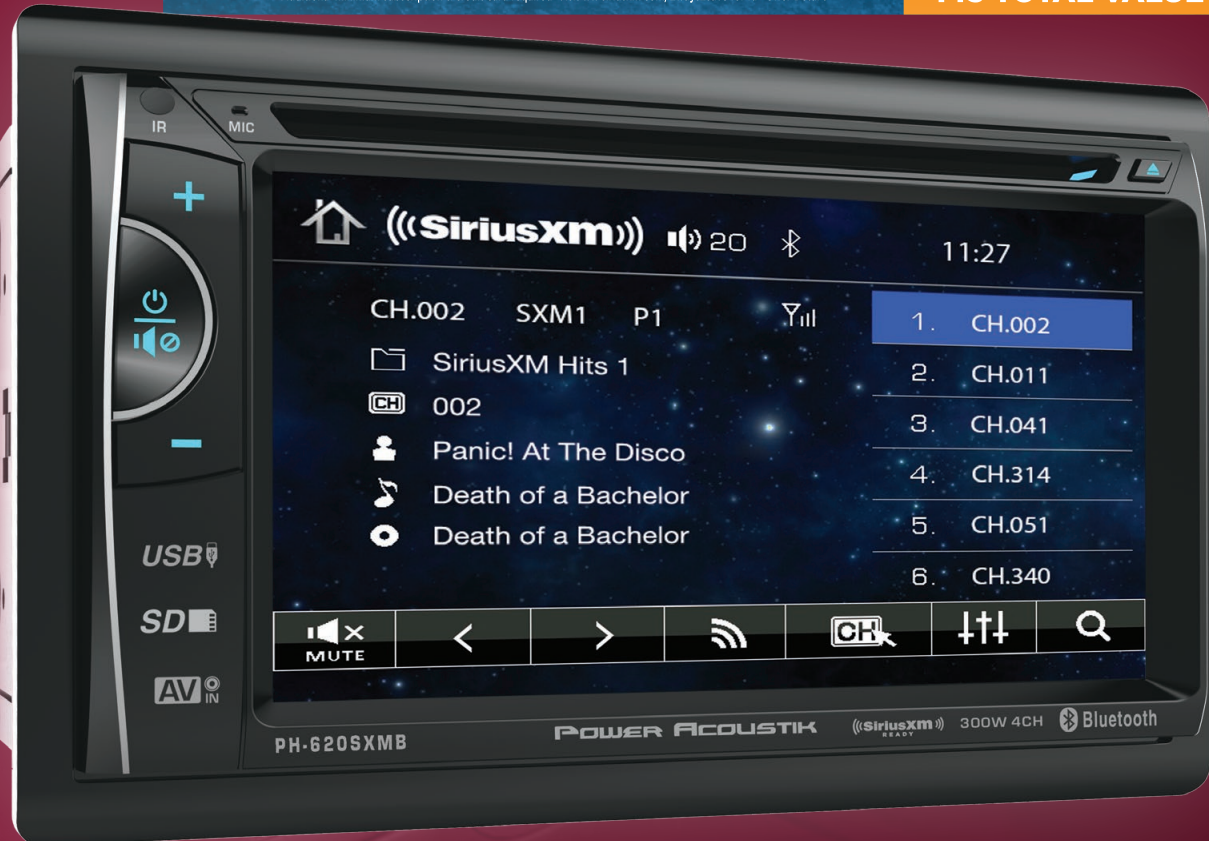 TOTAL VALUE
IR
MIC
((SiriusXM)) 20
11:27
CH.002 SXM1 P1
SiriusXM Hits 1
CH 002
Panic! At The Disco
Death of a Bachelor
Death of a Bachelor
1. CH.002
2. CH.011
3. CH.041
4. CH.314
5. CH.051
6. CH.340
MUTE
CH
USB
SD
AV IN
PH-620SXMB
POWER ACOUSTIK
((SiriusXM)) READY
300W 4CH
Bluetooth